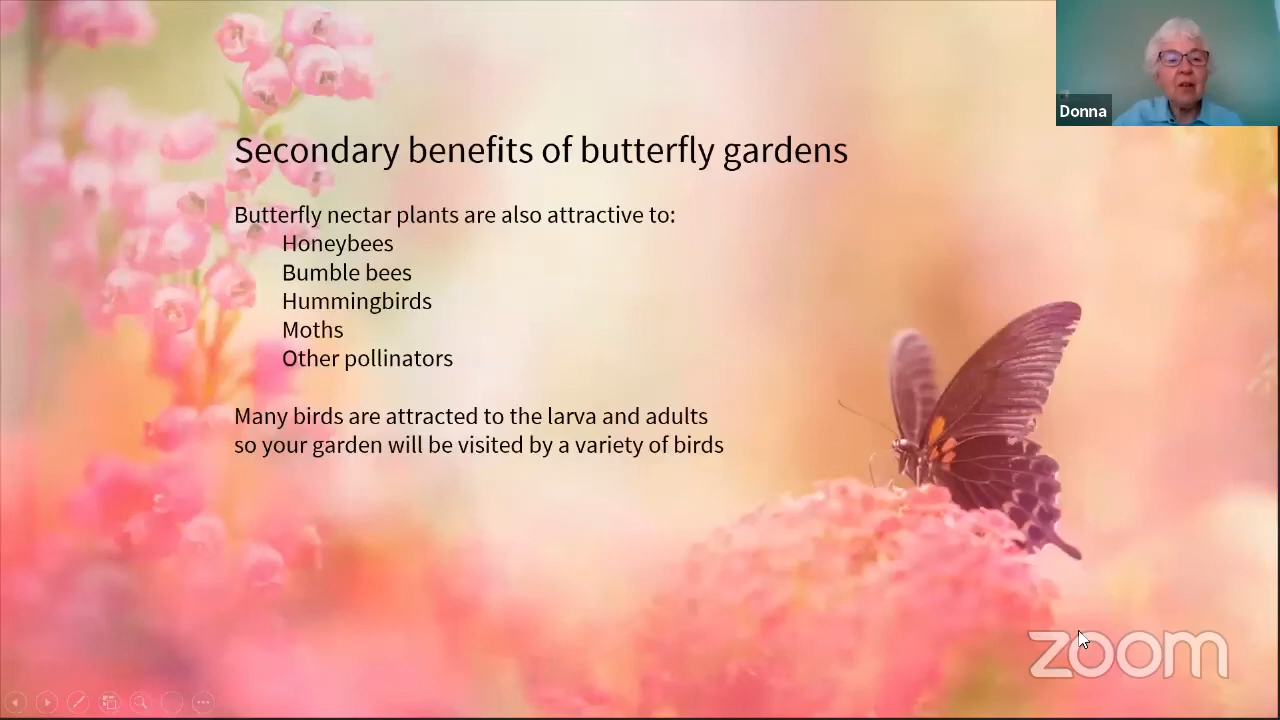 Donna
Secondary benefits of butterfly gardens
Butterfly nectar plants are also attractive to:
Honeybees
Bumble bees
Hummingbirds
Moths
Other pollinators
Many birds are attracted to the larva and adults
so your garden will be visited by a variety of birds
zoom